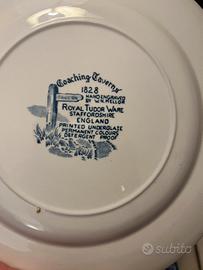 Coaching Taverns
1828
TAVERN
HAND ENGRAVED
BY W.H. MELLOR
ROYAL TUDOR WARE
STAFFORDSHIRE
ENGLAND
PRINTED UNDERGLAZE
PERMANENT COLOURS
DETERGENT PROOF
subito